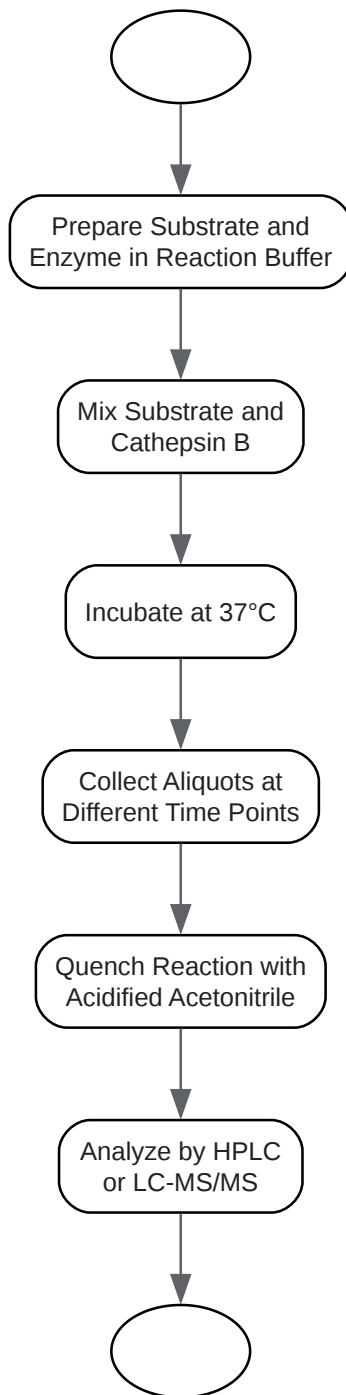 Prepare Substrate and
Enzyme in Reaction Buffer
Mix Substrate and
Cathepsin B
Incubate at 37°C
Collect Aliquots at
Different Time Points
Quench Reaction with
Acidified Acetonitrile
Analyze by HPLC
or LC-MS/MS